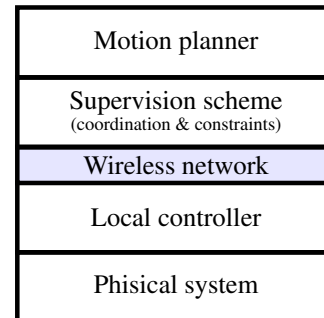 Motion planner
Supervision scheme
(coordination & constraints)
Wireless network
Local controller
Phisical system